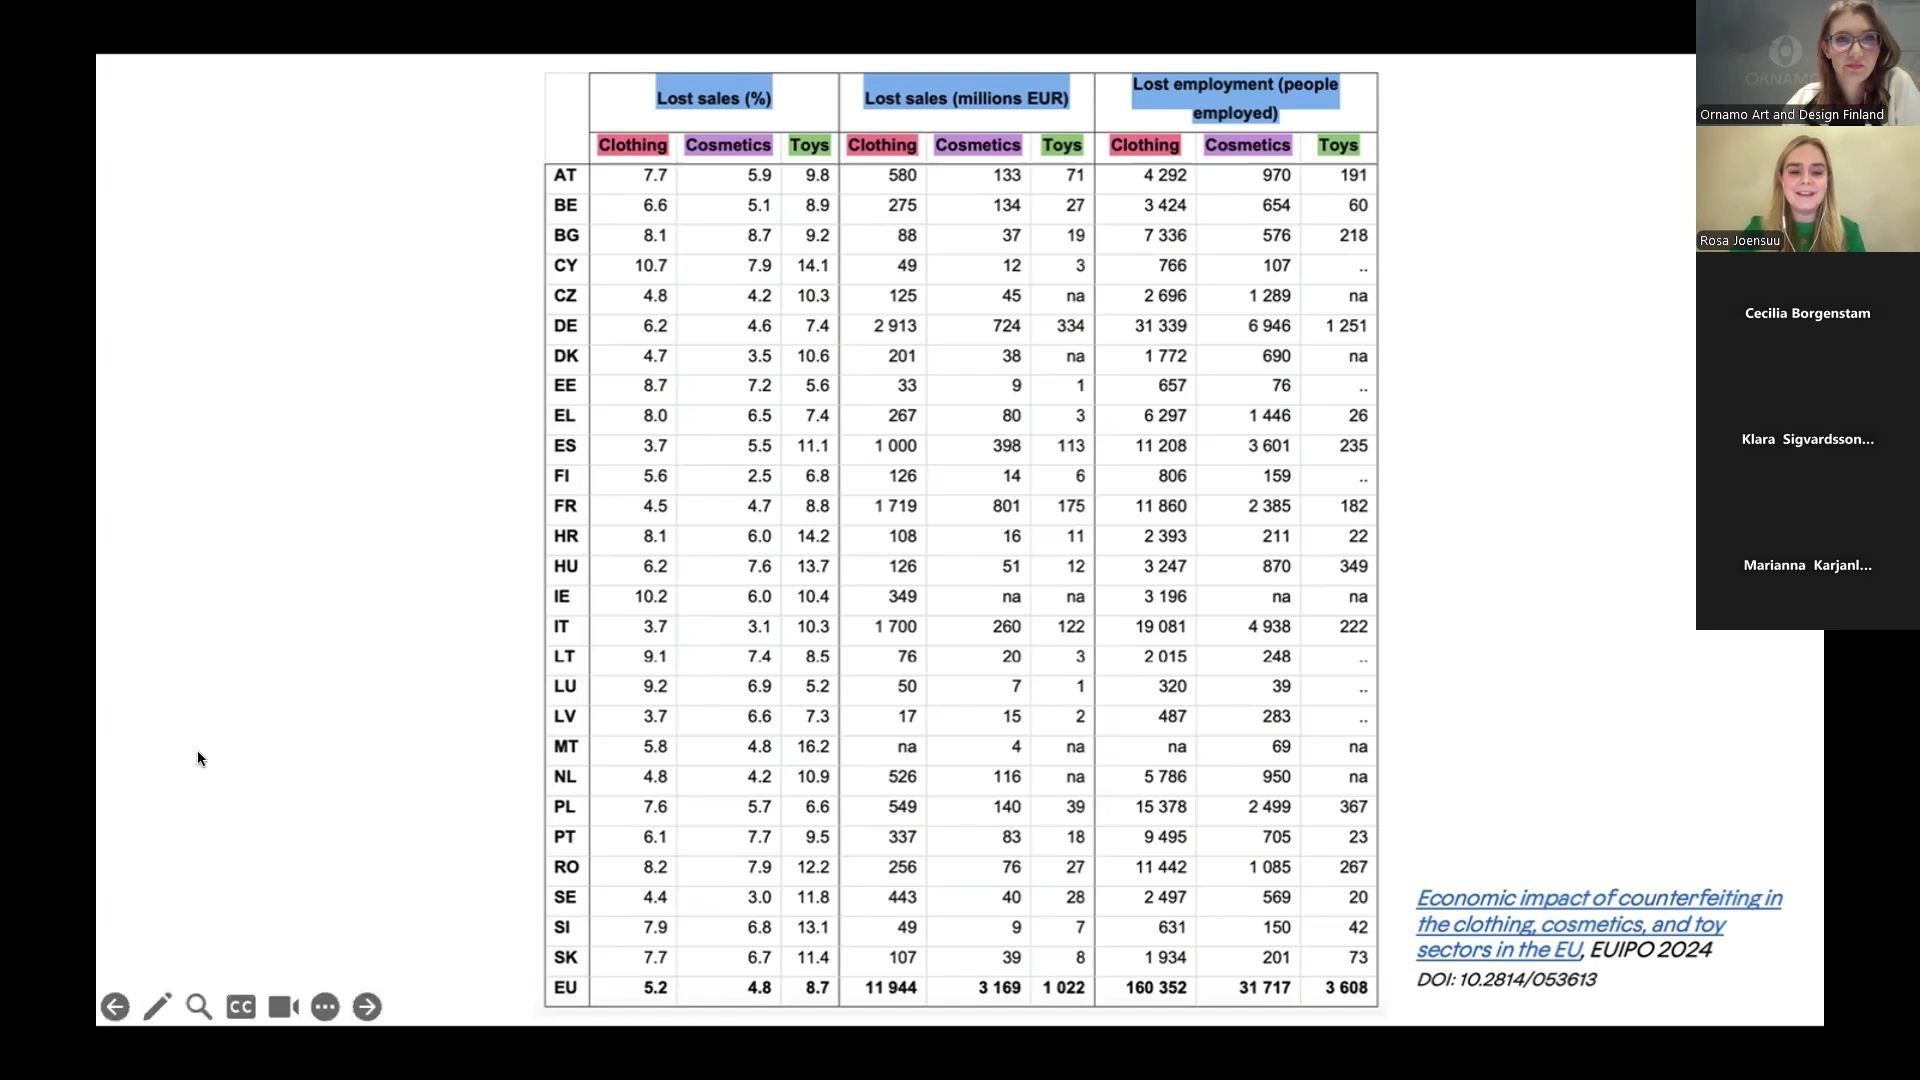 Lost sales (%) Lost sales (millions EUR) Lost employment (people
employed)
Clothing Cosmetics Toys Clothing Cosmetics Toys Clothing Cosmetics Toys
AT 7.7 5.9 9.8 580 133 71 4 292 970 191
BE 6.6 5.1 8.9 275 134 27 3 424 654 60
BG 8.1 8.7 9.2 88 37 19 7 336 576 218
CY 10.7 7.9 14.1 49 12 3 766 107 ..
CZ 4.8 4.2 10.3 125 45 na 2 696 1 289 na
DE 6.2 4.6 7.4 2 913 724 334 31 339 6 946 1 251
DK 4.7 3.5 10.6 201 38 na 1 772 690 na
EE 8.7 7.2 5.6 33 9 1 657 76 ..
EL 8.0 6.5 7.4 267 80 3 6 297 1 446 26
ES 3.7 5.5 11.1 1 000 398 113 11 208 3 601 235
FI 5.6 2.5 6.8 126 14 6 806 159 ..
FR 4.5 4.7 8.8 1 719 801 175 11 860 2 385 182
HR 8.1 6.0 14.2 108 16 11 2 393 211 22
HU 6.2 7.6 13.7 126 51 12 3 247 870 349
IE 10.2 6.0 10.4 349 na na 3 196 na na
IT 3.7 3.1 10.3 1 700 260 122 19 081 4 938 222
LT 9.1 7.4 8.5 76 20 3 2 015 248 ..
LU 9.2 6.9 5.2 50 7 1 320 39 ..
LV 3.7 6.6 7.3 17 15 2 487 283 ..
MT 5.8 4.8 16.2 na 4 na na 69 na
NL 4.8 4.2 10.9 526 116 na 5 786 950 na
PL 7.6 5.7 6.6 549 140 39 15 378 2 499 367
PT 6.1 7.7 9.5 337 83 18 9 495 705 23
RO 8.2 7.9 12.2 256 76 27 11 442 1 085 267
SE 4.4 3.0 11.8 443 40 28 2 497 569 20
SI 7.9 6.8 13.1 49 9 7 631 150 42
SK 7.7 6.7 11.4 107 39 8 1 934 201 73
EU 5.2 4.8 8.7 11 944 3 169 1 022 160 352 31 717 3 608
Economic impact of counterfeiting in
the clothing, cosmetics, and toy
sectors in the EU, EUIPO 2024
DOI: 10.2814/053613
CC
Ornamo Art and Design Finland
Rosa Joensuu
Cecilia Borgenstam
Klara Sigvardsson...
Marianna Karjanl...